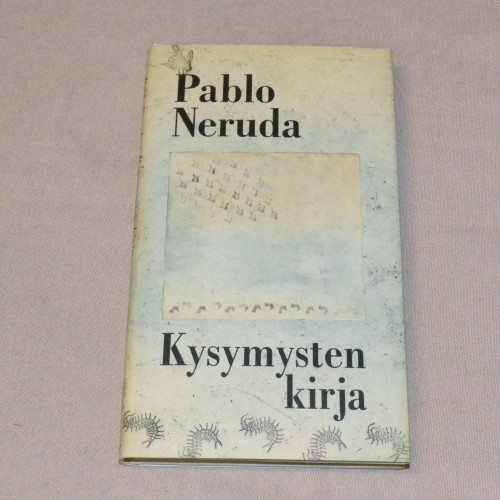 Pablo
Neruda
Kysymysten
kirja